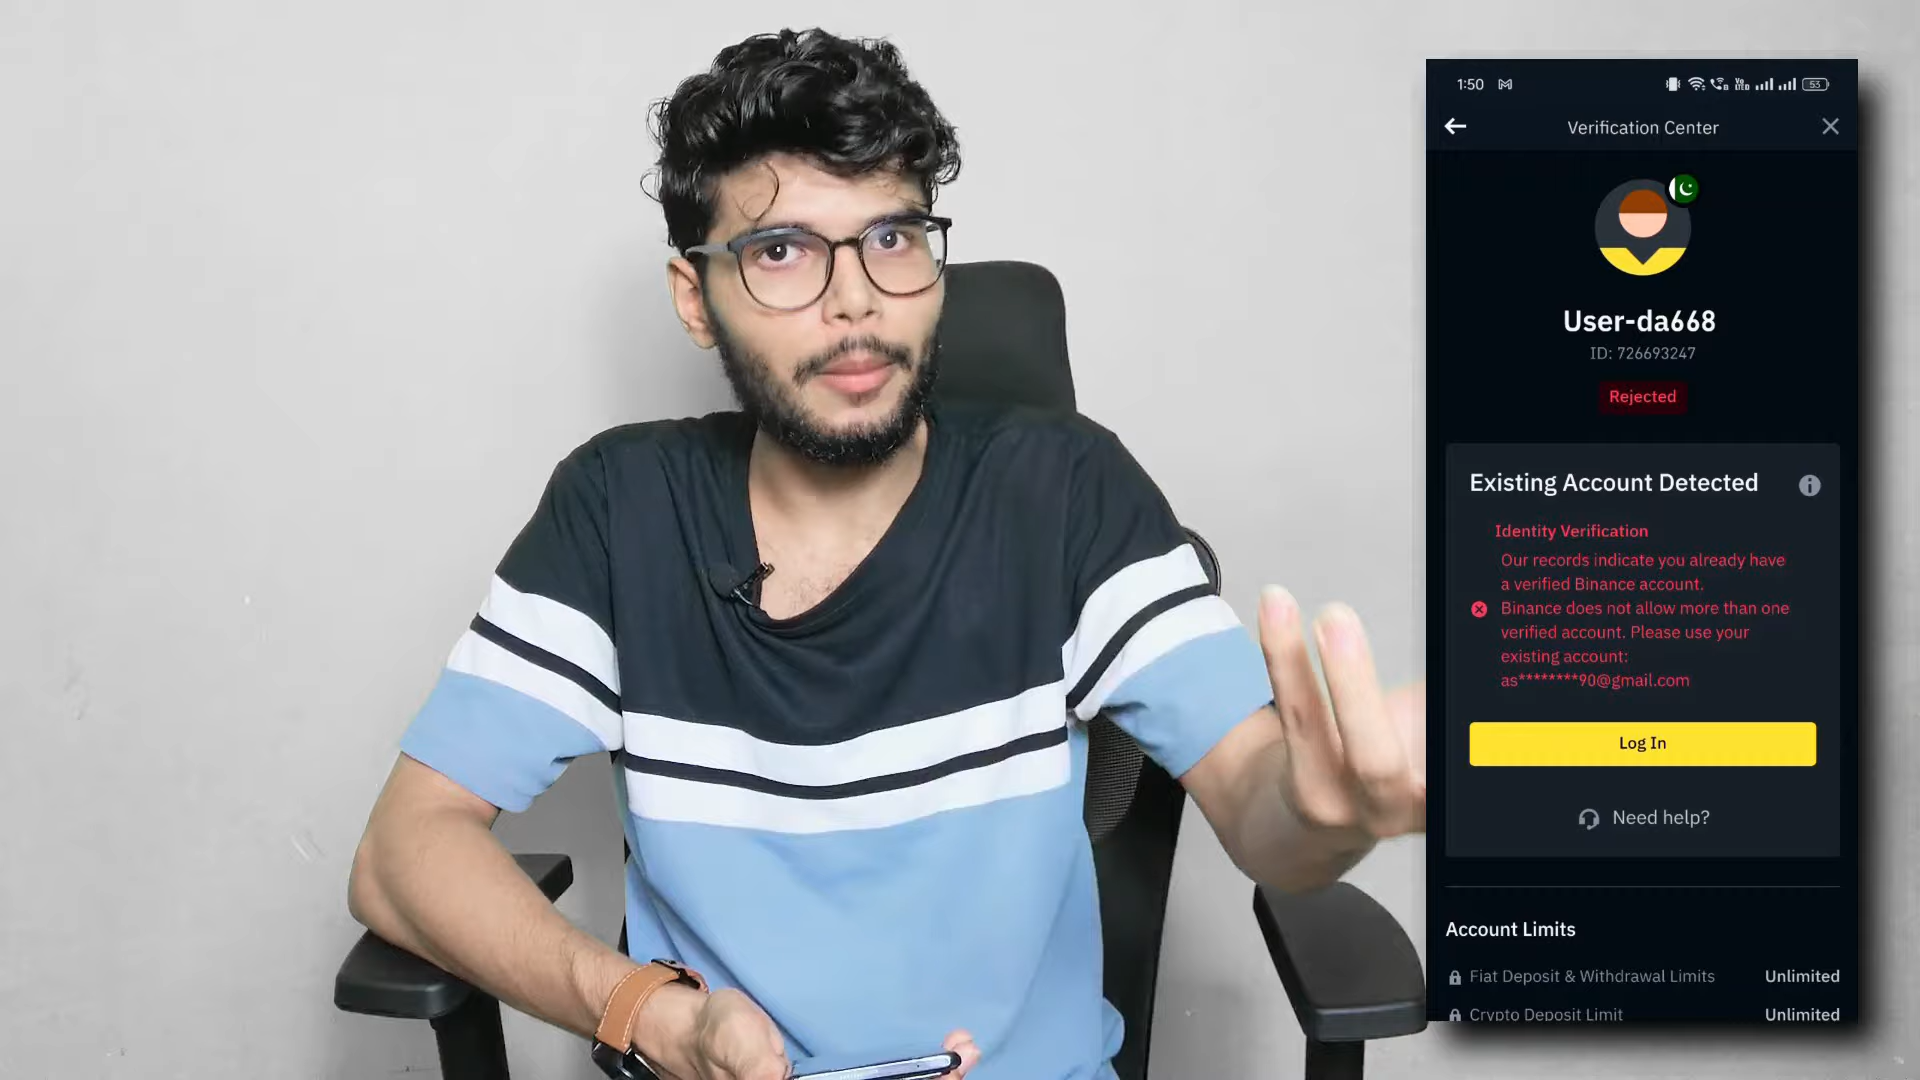 1:50
53
Verification Center
User-da668
ID: 726693247
Rejected
Existing Account Detected
Identity Verification
Our records indicate you already have
a verified Binance account.
Binance does not allow more than one
verified account. Please use your
existing account:
as********90@gmail.com
Log In
Need help?
Account Limits
Fiat Deposit & Withdrawal Limits Unlimited
Crypto Deposit Limit Unlimited